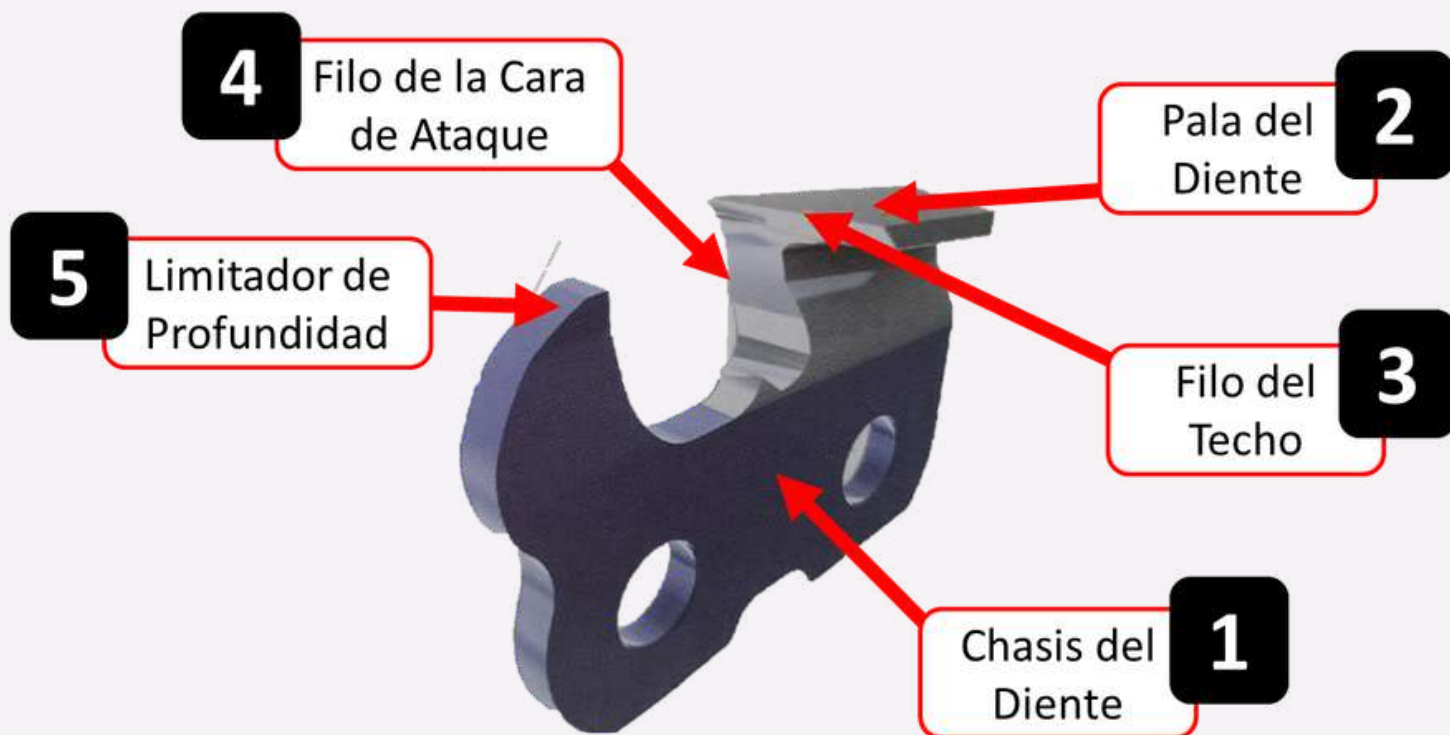 4
Filo de la Cara
de Ataque
2
Pala del
Diente
5
Limitador de
Profundidad
3
Filo del
Techo
1
Chasis del
Diente